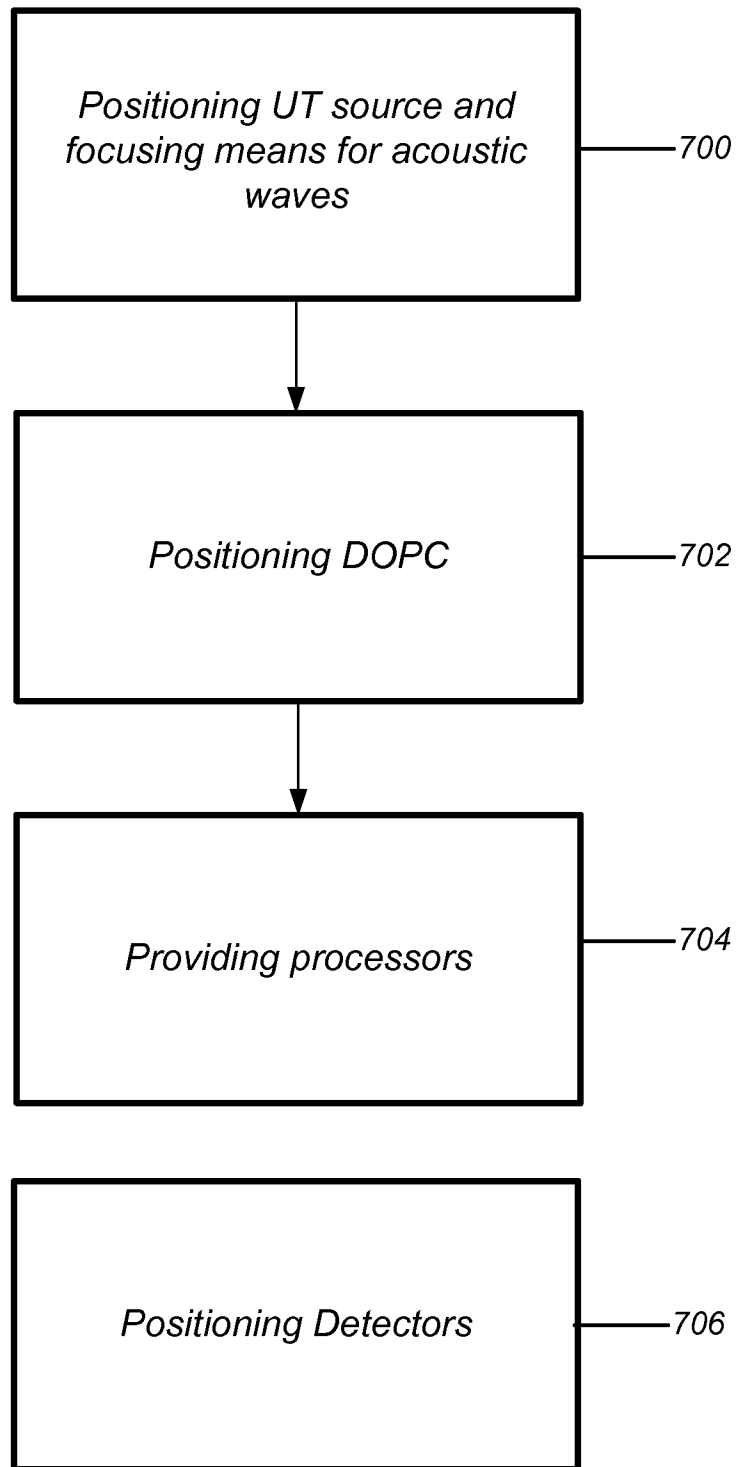 Positioning UT source and
focusing means for acoustic
waves
700
Positioning DOPC
702
Providing processors
704
Positioning Detectors
706